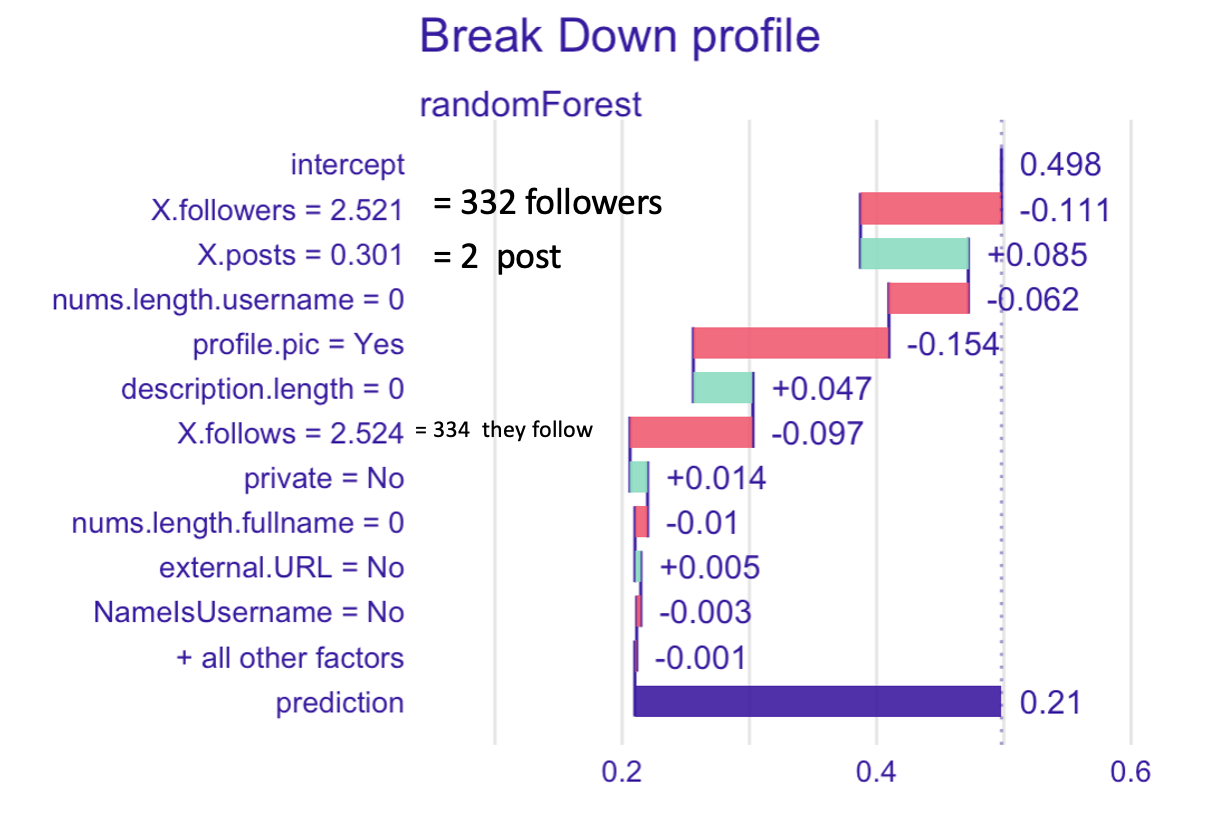 Break Down profile
randomForest
intercept 0.498
X.followers = 2.521 = 332 followers -0.111
X.posts = 0.301 = 2 post +0.085
nums.length.username = 0 -0.062
profile.pic = Yes -0.154
description.length = 0 +0.047
X.follows = 2.524 = 334 they follow -0.097
private = No +0.014
nums.length.fullname = 0 -0.01
external.URL = No +0.005
NameIsUsername = No -0.003
+ all other factors -0.001
prediction 0.21
0.2 0.4 0.6